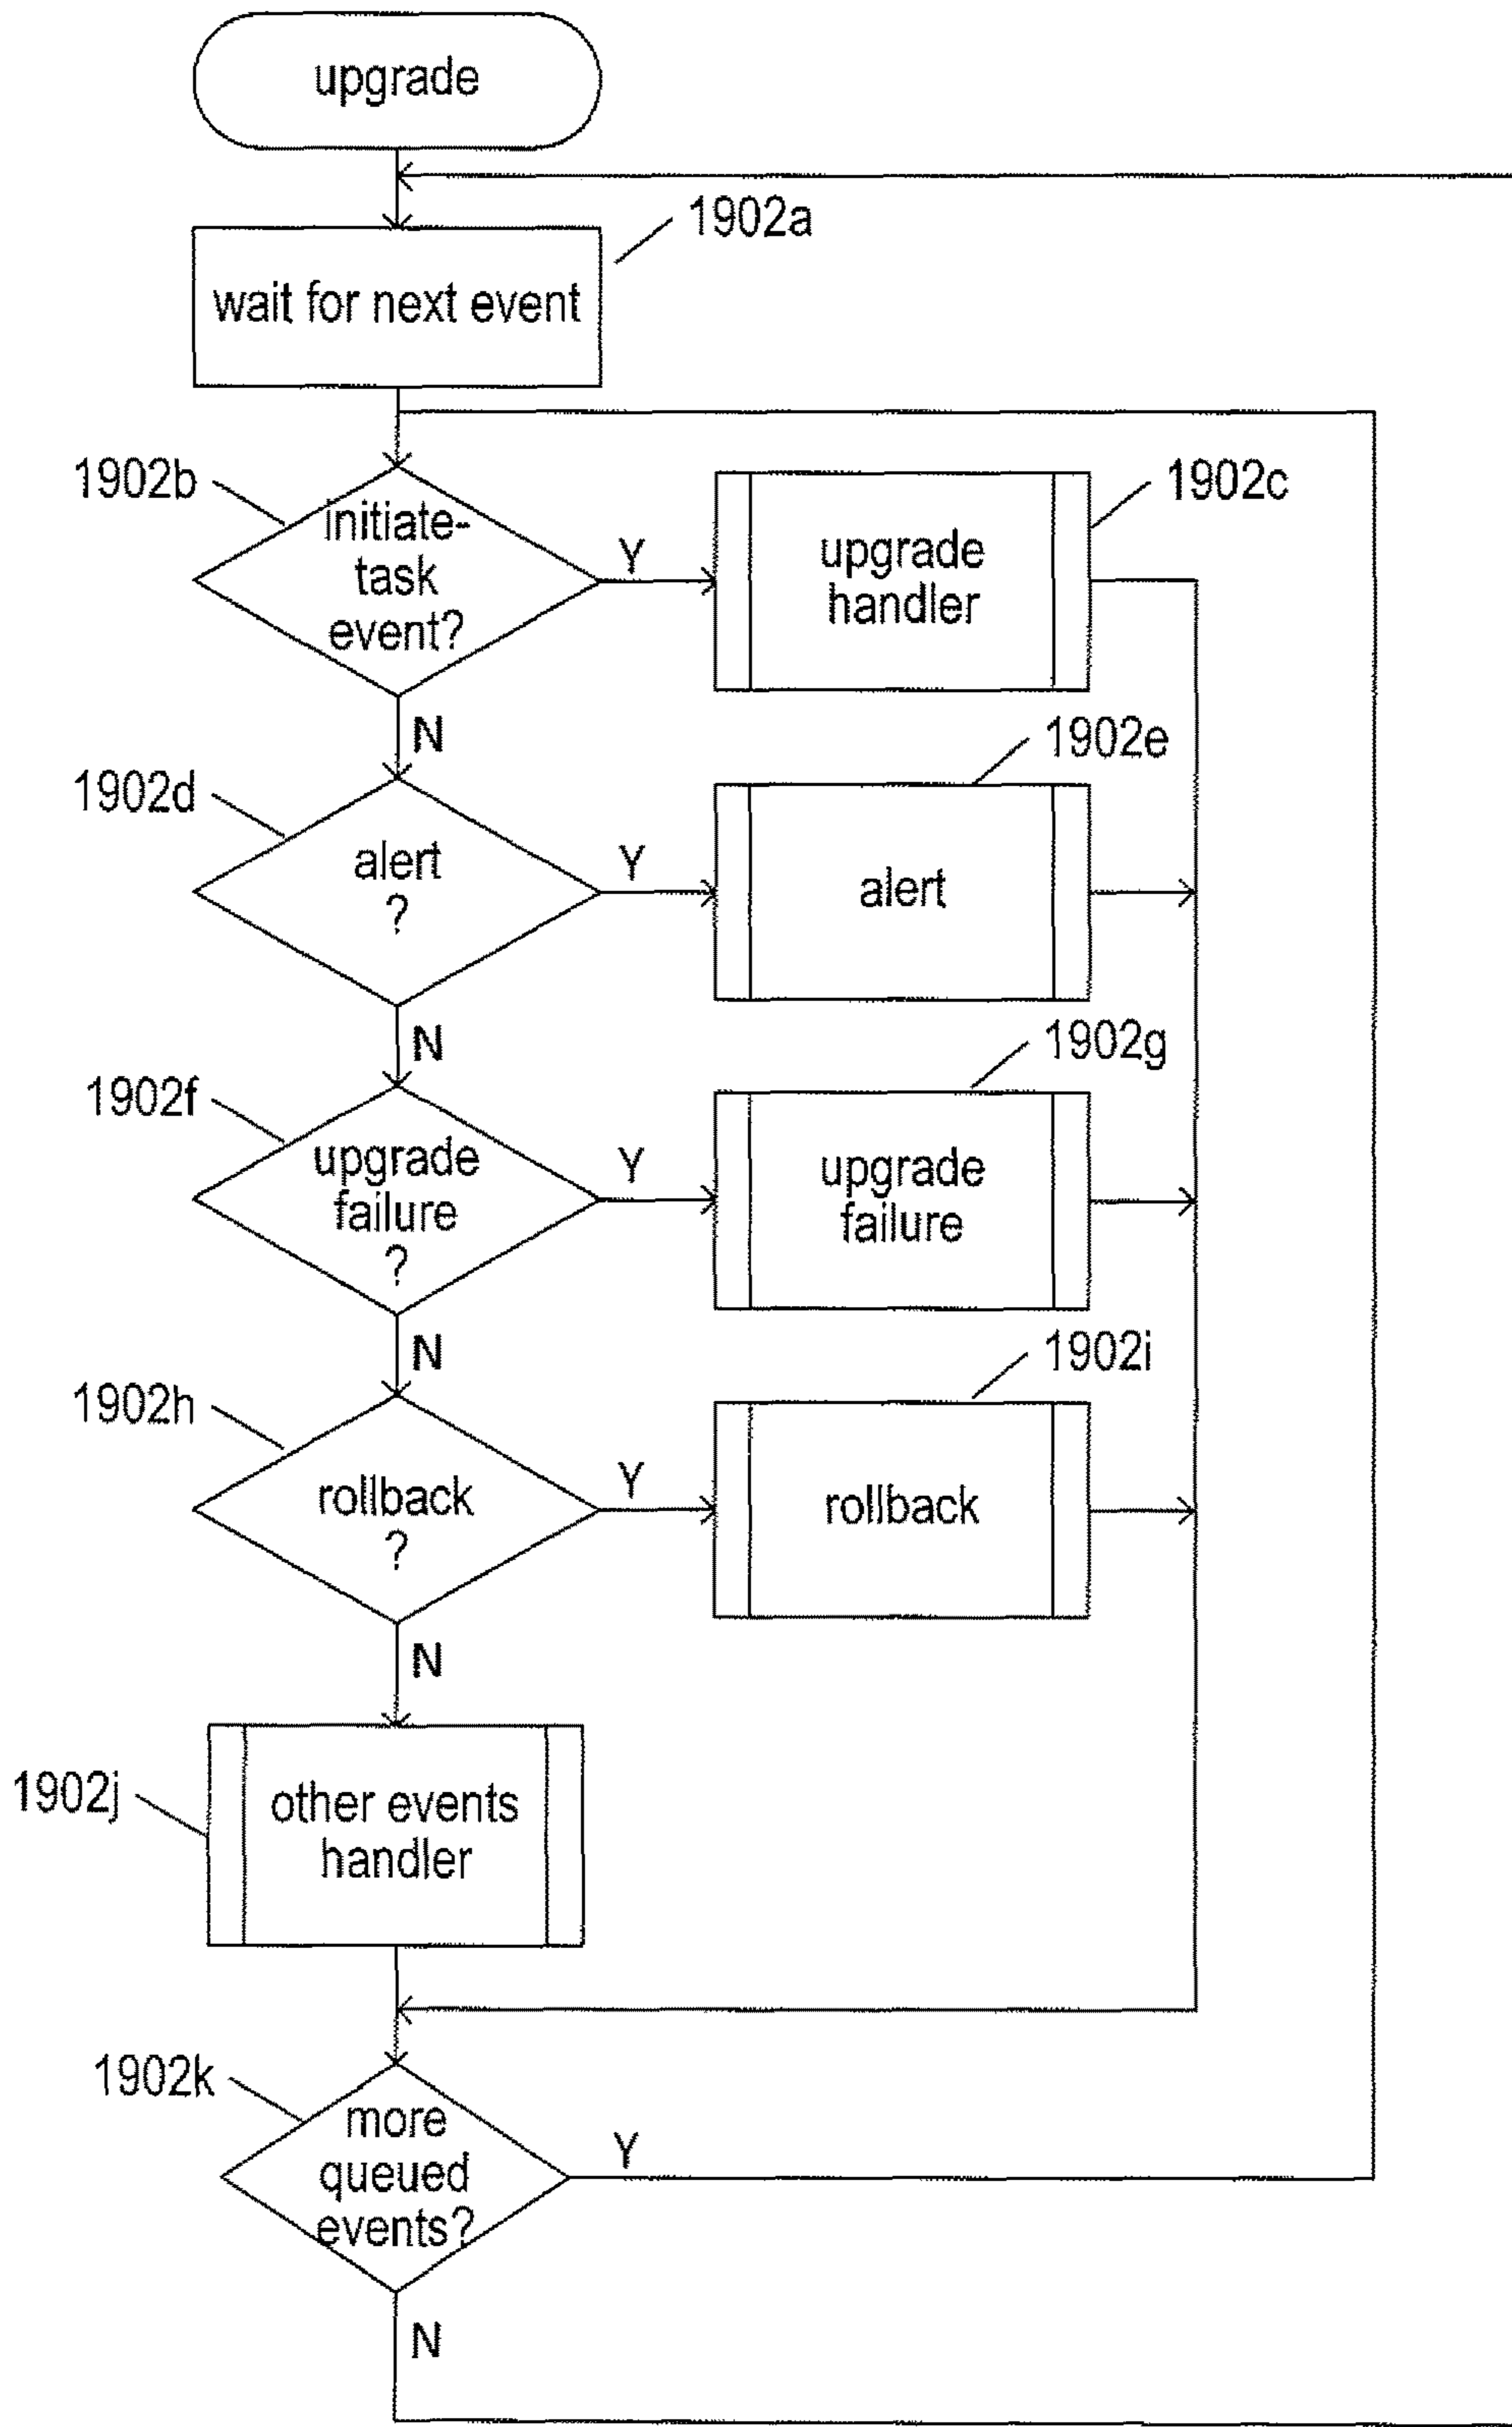 upgrade
1902a
wait for next event
1902b
initiate-
task
event?
Y
upgrade
handler
1902c
N
1902d
alert
?
Y
alert
1902e
N
1902f
upgrade
failure
?
Y
upgrade
failure
1902g
N
1902h
rollback
?
Y
rollback
1902i
N
1902j
other events
handler
1902k
more
queued
events?
Y
N